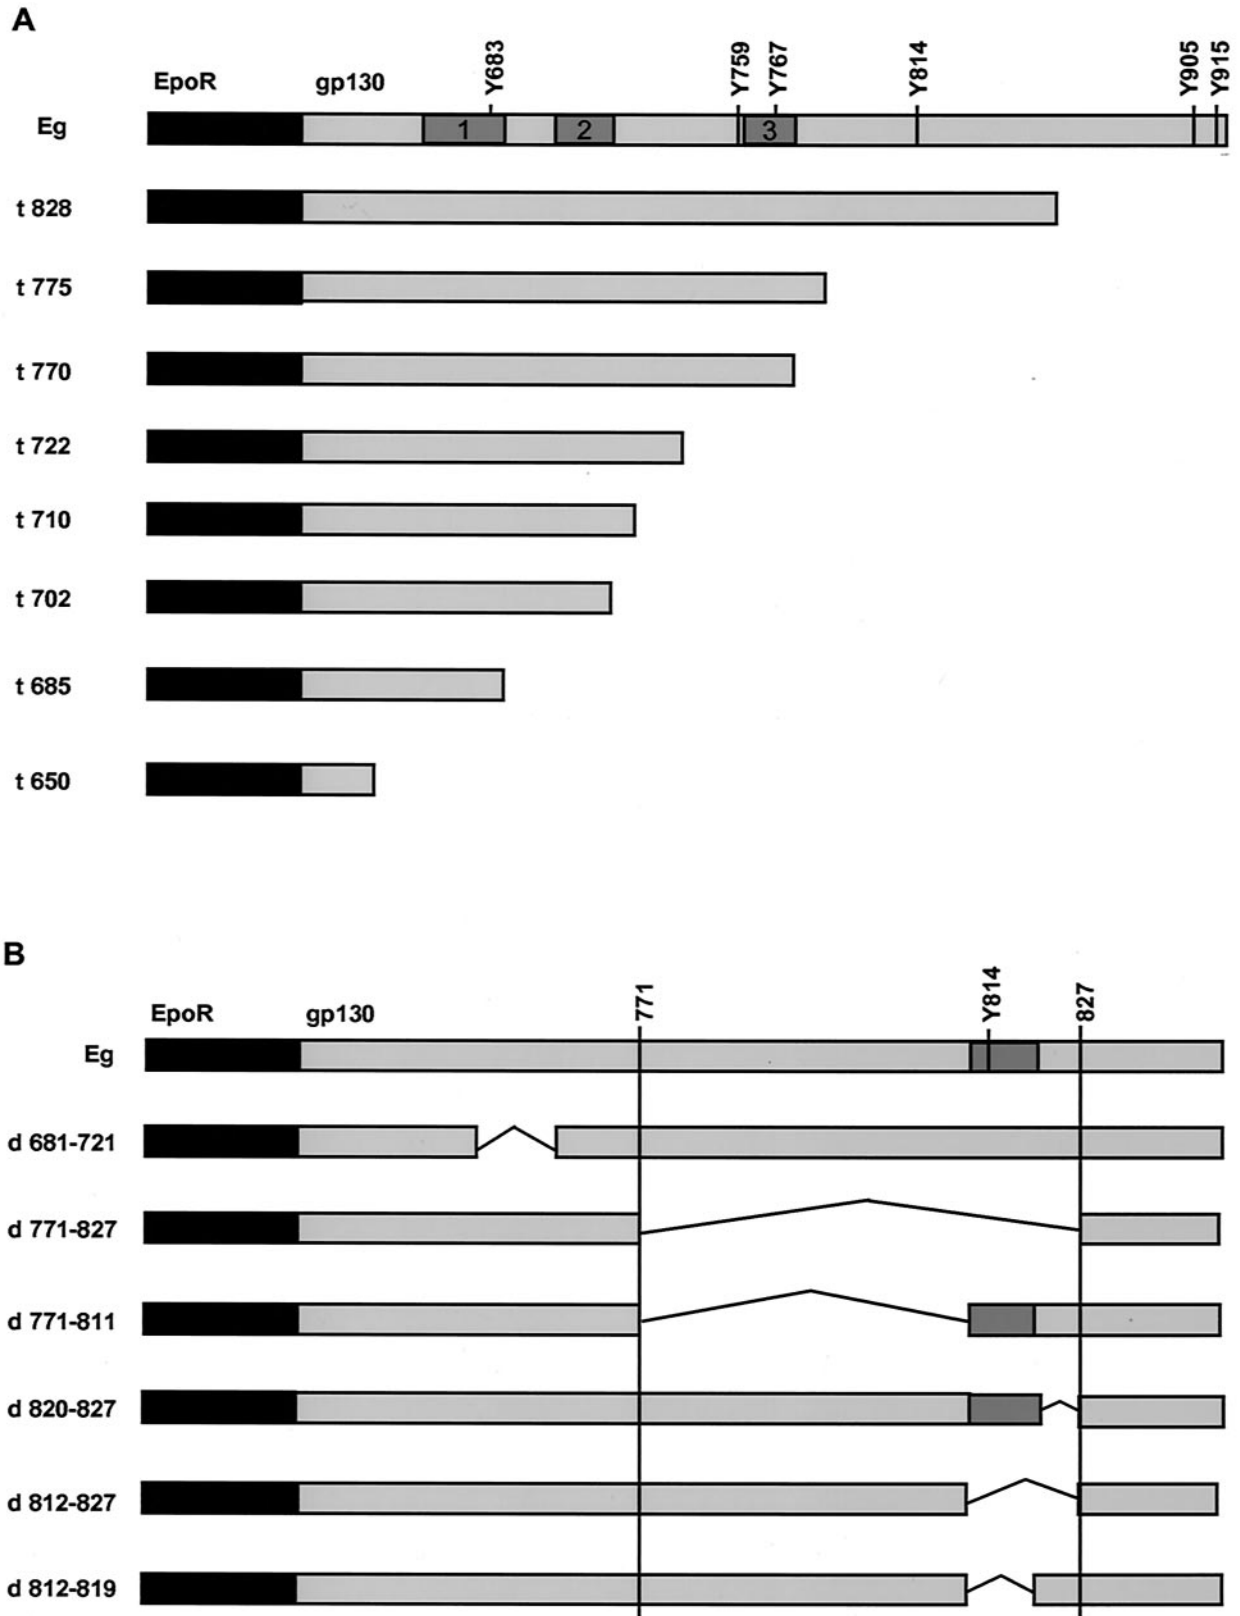 A
EpoR gp130 Y683 Y759 Y767 Y814 Y905 Y915
Eg 1 2 3
t 828
t 775
t 770
t 722
t 710
t 702
t 685
t 650
B
EpoR gp130 771 Y814 827
Eg
d 681-721
d 771-827
d 771-811
d 820-827
d 812-827
d 812-819